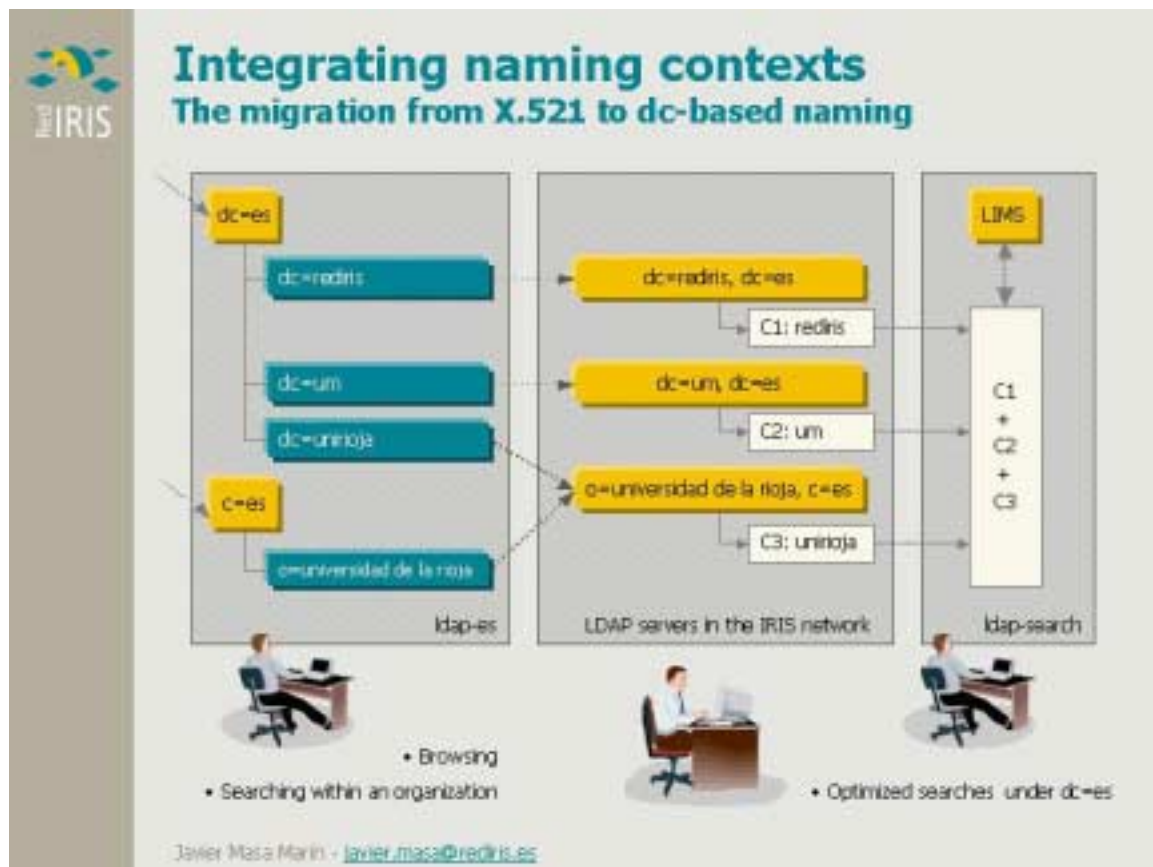 Red
IRIS
Integrating naming contexts
The migration from X.521 to dc-based naming
dc=es
dc=rediris
dc=um
dc=unirioja
c=es
o=universidad de la rioja
ldap-es
dc=rediris, dc=es
C1: rediris
dc=um, dc=es
C2: um
o=universidad de la rioja, c=es
C3: unirioja
LDAP servers in the IRIS network
LIMS
C1
+
C2
+
C3
ldap-search
• Browsing
• Searching within an organization
• Optimized searches under dc=es
Javier Masa Marin - javier.masa@rediris.es